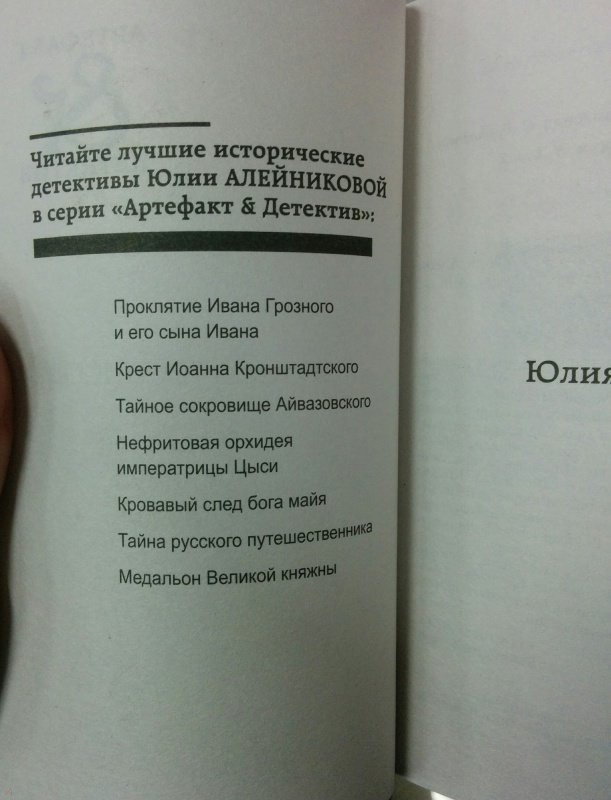 Читайте лучшие исторические
детективы Юлии АЛЕЙНИКОВОЙ
в серии «Артефакт & Детектив»:
Проклятие Ивана Грозного
и его сына Ивана
Крест Иоанна Кронштадтского
Тайное сокровище Айвазовского
Нефритовая орхидея
императрицы Цыси
Кровавый след бога майя
Тайна русского путешественника
Медальон Великой княжны
Юлия